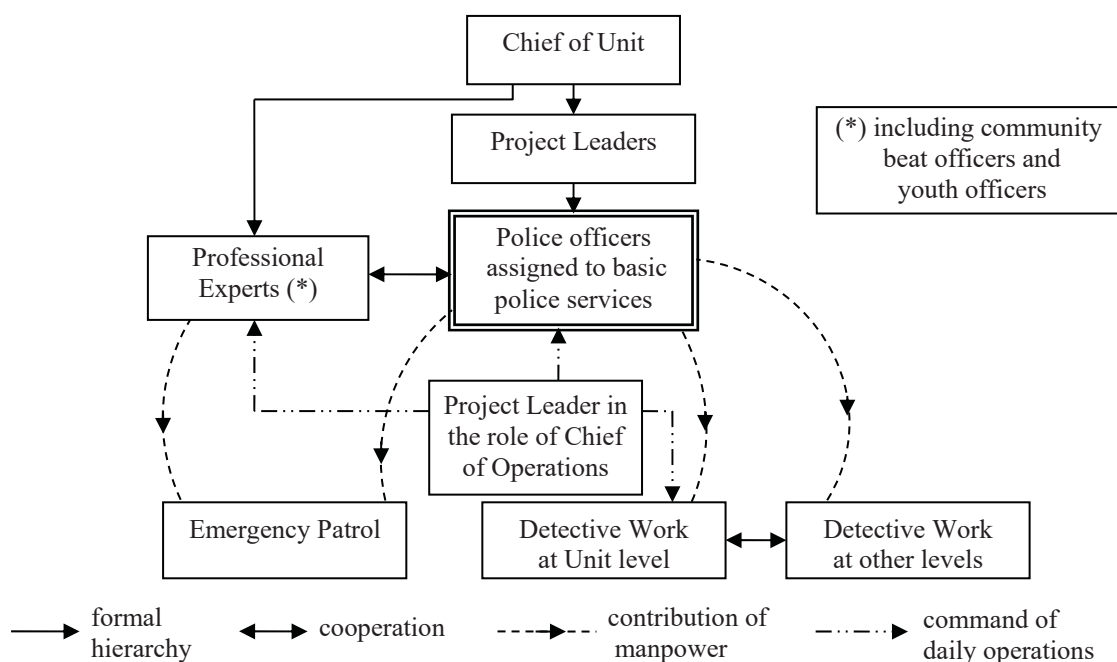 Chief of Unit
Project Leaders
(*) including community
beat officers and
youth officers
Professional
Experts (*)
Police officers
assigned to basic
police services
Project Leader in
the role of Chief
of Operations
Emergency Patrol
Detective Work
at Unit level
Detective Work
at other levels
formal
hierarchy
cooperation
contribution of
manpower
command of
daily operations